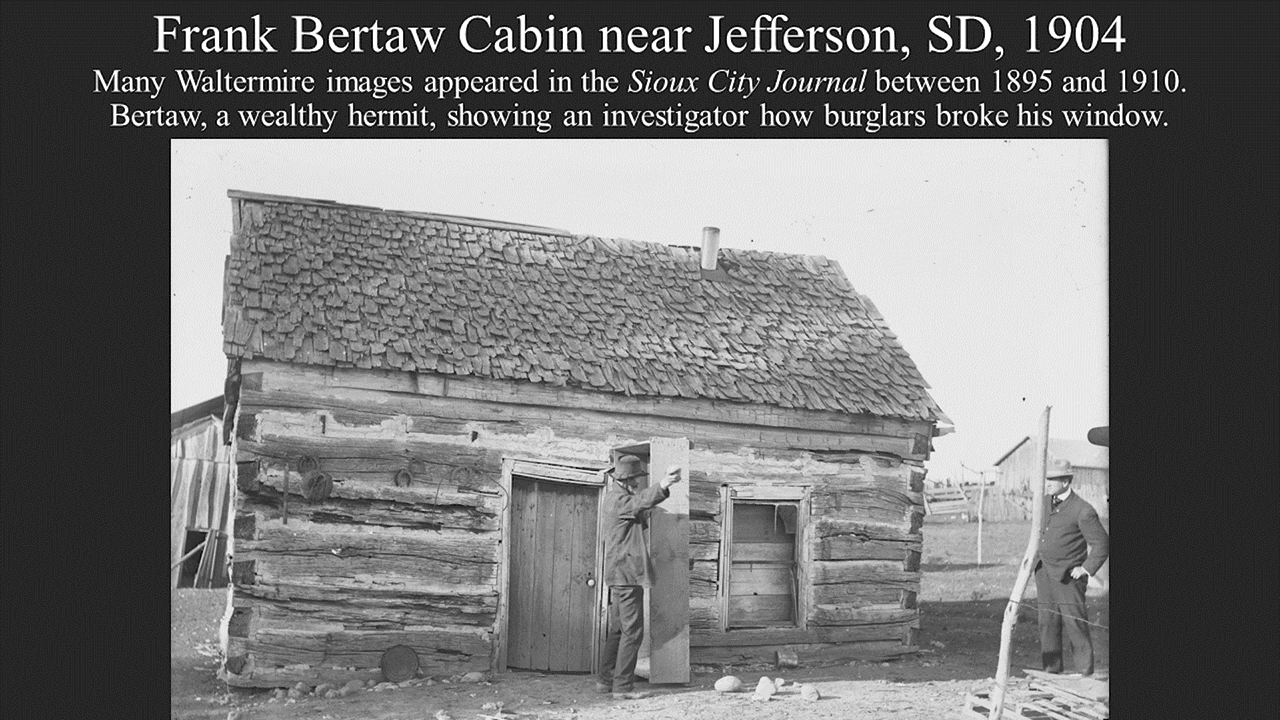 Frank Bertaw Cabin near Jefferson, SD, 1904
Many Waltermire images appeared in the Sioux City Journal between 1895 and 1910.
Bertaw, a wealthy hermit, showing an investigator how burglars broke his window.